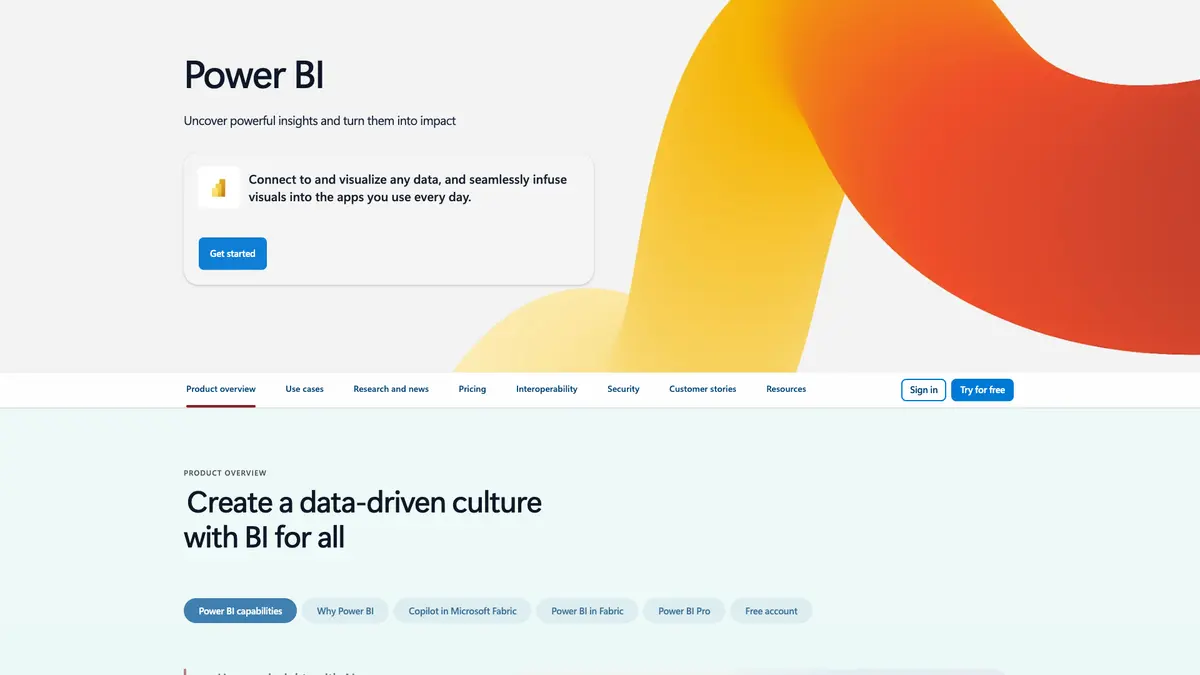 Power BI
Uncover powerful insights and turn them into impact
Connect to and visualize any data, and seamlessly infuse
visuals into the apps you use every day.
Get started
Product overview
Use cases
Research and news
Pricing
Interoperability
Security
Customer stories
Resources
Sign in
Try for free
PRODUCT OVERVIEW
Create a data-driven culture
with BI for all
Power BI capabilities
Why Power BI
Copilot in Microsoft Fabric
Power BI in Fabric
Power BI Pro
Free account